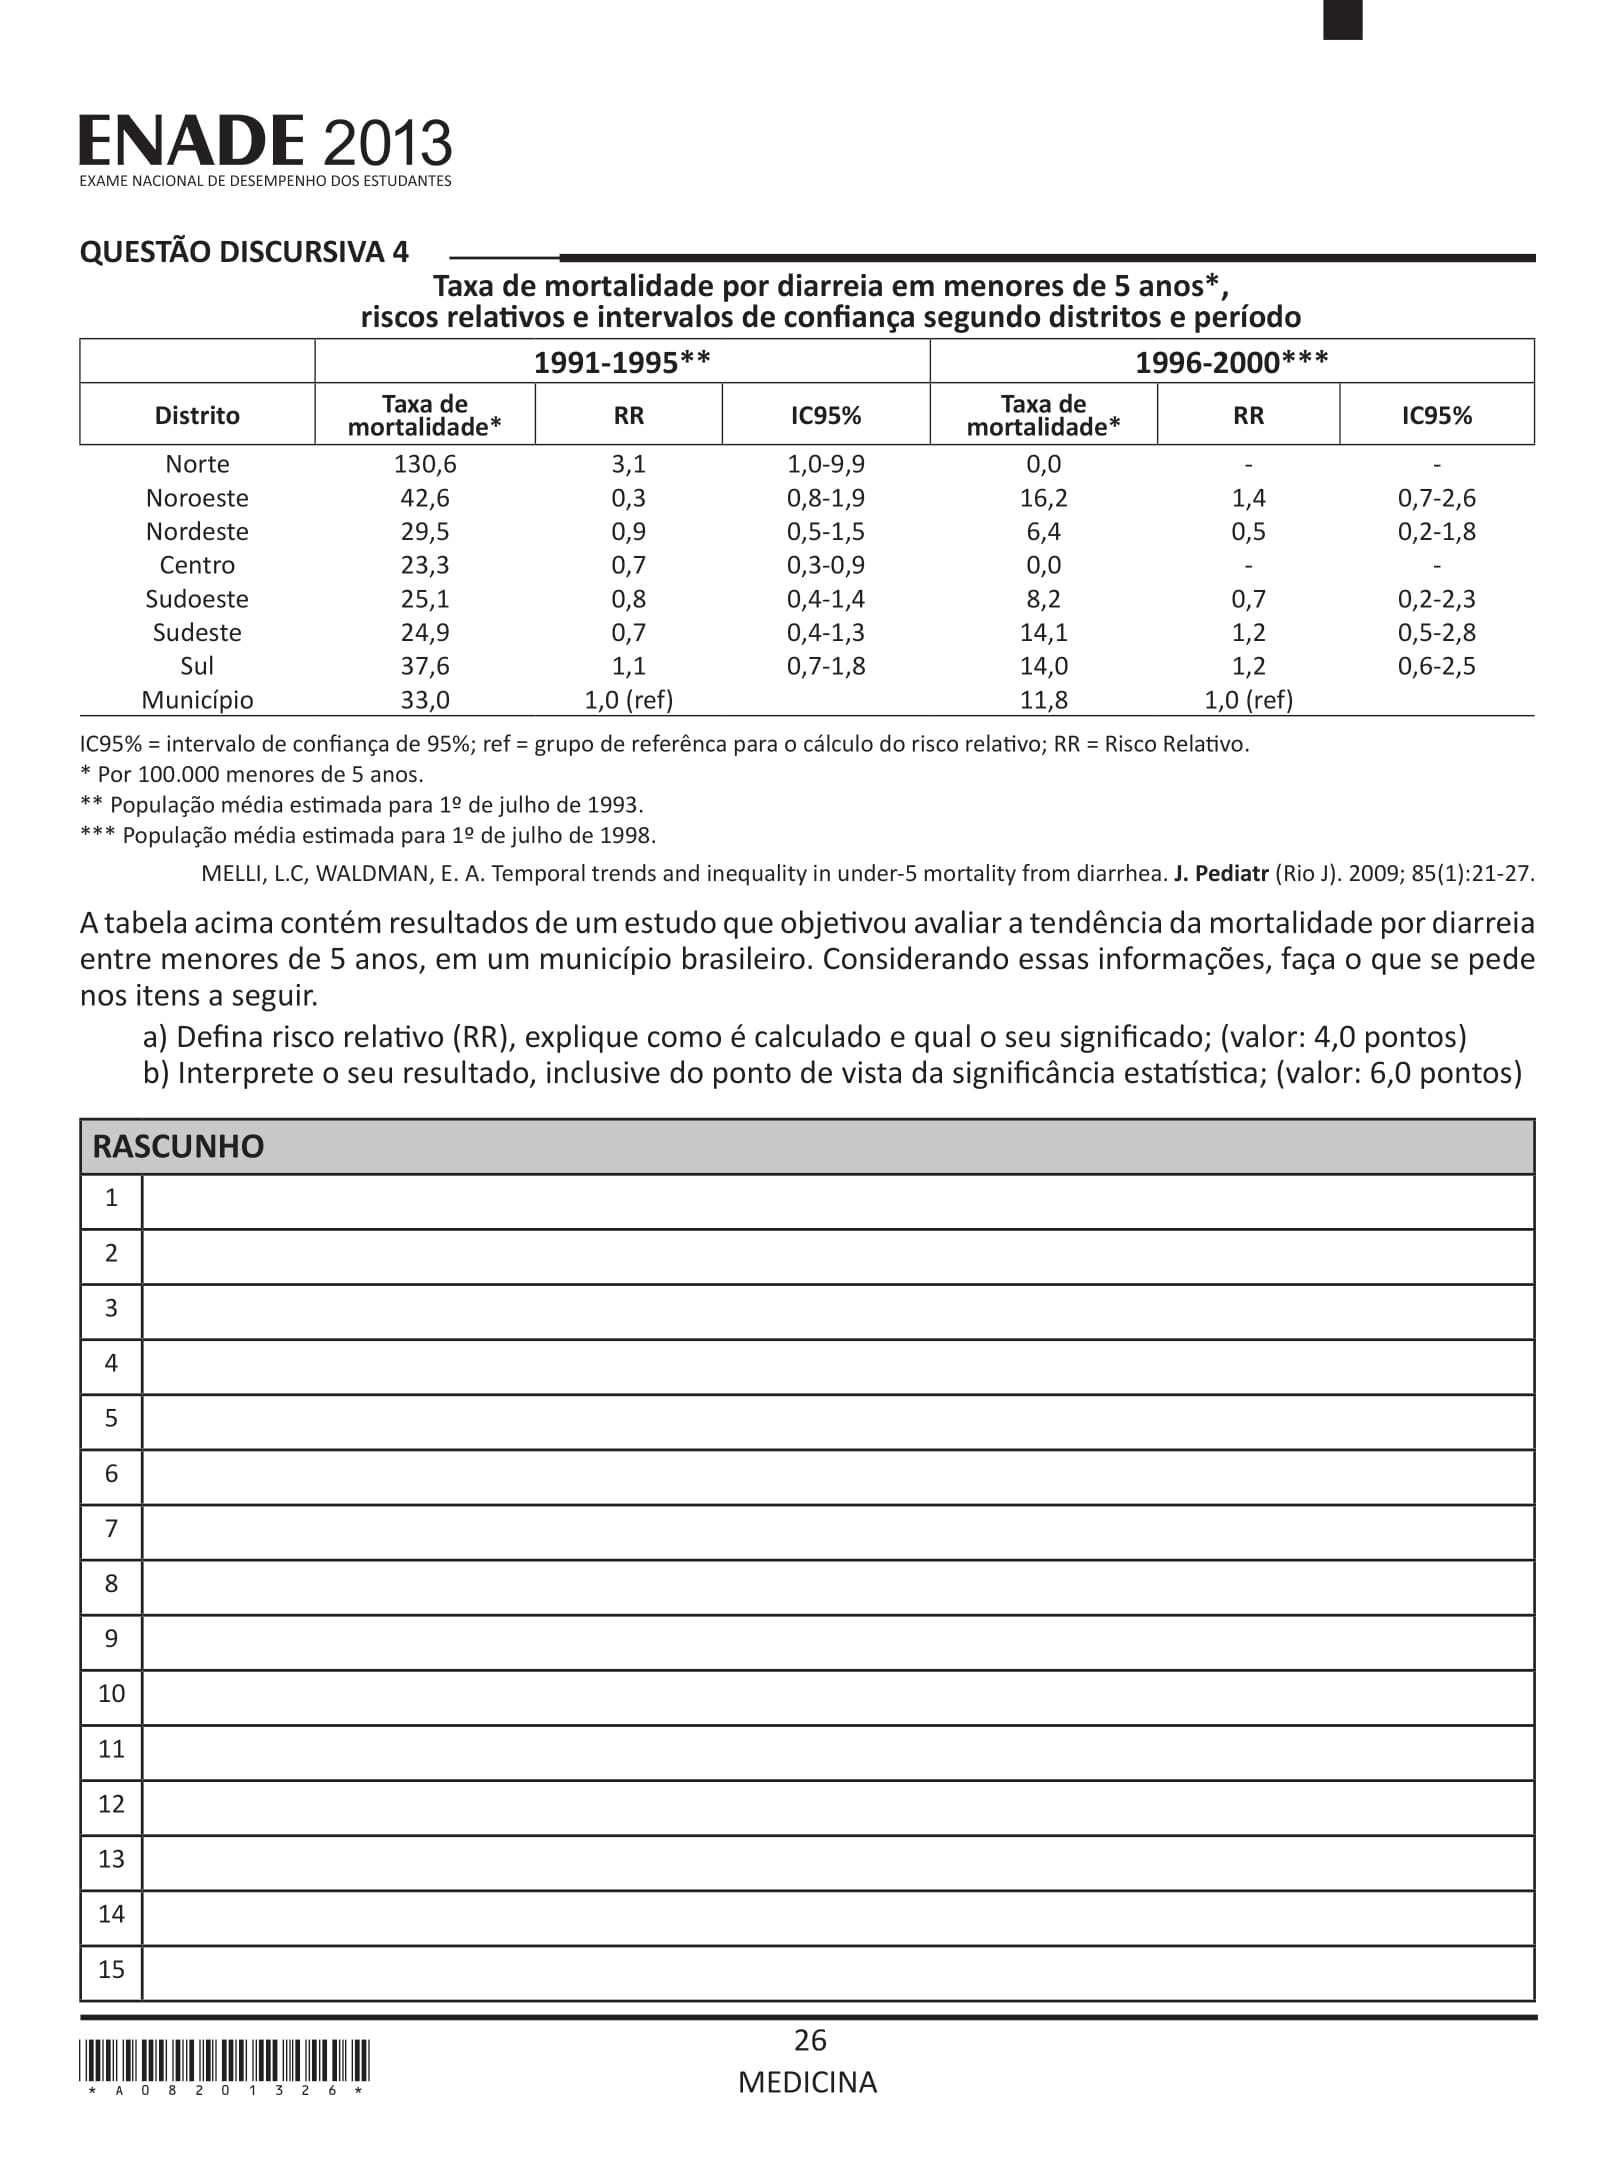 ENADE 2013
EXAME NACIONAL DE DESEMPENHO DOS ESTUDANTES
QUESTÃO DISCURSIVA 4
Taxa de mortalidade por diarreia em menores de 5 anos*,
riscos relativos e intervalos de confiança segundo distritos e período
1991-1995** 1996-2000***
Distrito Taxa de mortalidade* RR IC95% Taxa de mortalidade* RR IC95%
Norte 130,6 3,1 1,0-9,9 0,0 - -
Noroeste 42,6 0,3 0,8-1,9 16,2 1,4 0,7-2,6
Nordeste 29,5 0,9 0,5-1,5 6,4 0,5 0,2-1,8
Centro 23,3 0,7 0,3-0,9 0,0 - -
Sudoeste 25,1 0,8 0,4-1,4 8,2 0,7 0,2-2,3
Sudeste 24,9 0,7 0,4-1,3 14,1 1,2 0,5-2,8
Sul 37,6 1,1 0,7-1,8 14,0 1,2 0,6-2,5
Município 33,0 1,0 (ref) 11,8 1,0 (ref)
IC95% = intervalo de confiança de 95%; ref = grupo de referênca para o cálculo do risco relativo; RR = Risco Relativo.
* Por 100.000 menores de 5 anos.
** População média estimada para 1º de julho de 1993.
*** População média estimada para 1º de julho de 1998.
MELLI, L.C, WALDMAN, E. A. Temporal trends and inequality in under-5 mortality from diarrhea. J. Pediatr (Rio J). 2009; 85(1):21-27.
A tabela acima contém resultados de um estudo que objetivou avaliar a tendência da mortalidade por diarreia
entre menores de 5 anos, em um município brasileiro. Considerando essas informações, faça o que se pede
nos itens a seguir.
a) Defina risco relativo (RR), explique como é calculado e qual o seu significado; (valor: 4,0 pontos)
b) Interprete o seu resultado, inclusive do ponto de vista da significância estatística; (valor: 6,0 pontos)
RASCUNHO
1
2
3
4
5
6
7
8
9
10
11
12
13
14
15
26
MEDICINA
* A 0 8 2 0 1 3 2 6 *